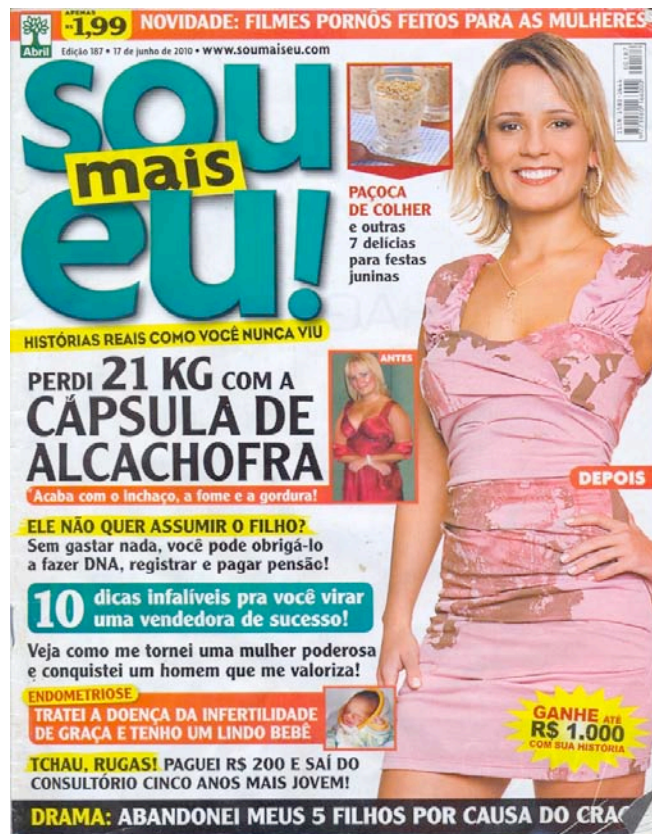 APENAS
R$1,99
NOVIDADE: FILMES PORNÔS FEITOS PARA AS MULHERES
Abril
Edição 187 • 17 de junho de 2010 • www.soumaiseu.com
sou
mais
eu!
HISTÓRIAS REAIS COMO VOCÊ NUNCA VIU
PAÇOCA
DE COLHER
e outras
7 delícias
para festas
juninas
PERDI 21 KG COM A
CÁPSULA DE
ALCACHOFRA
Acaba com o inchaço, a fome e a gordura!
ANTES
DEPOIS
ELE NÃO QUER ASSUMIR O FILHO?
Sem gastar nada, você pode obrigá-lo
a fazer DNA, registrar e pagar pensão!
10 dicas infalíveis pra você virar
uma vendedora de sucesso!
Veja como me tornei uma mulher poderosa
e conquistei um homem que me valoriza!
ENDOMETRIOSE
TRATEI A DOENÇA DA INFERTILIDADE
DE GRAÇA E TENHO UM LINDO BEBÊ
TCHAU, RUGAS! PAGUEI R$ 200 E SAÍ DO
CONSULTÓRIO CINCO ANOS MAIS JOVEM!
GANHE ATÉ
R$ 1.000
COM SUA HISTÓRIA
DRAMA: ABANDONEI MEUS 5 FILHOS POR CAUSA DO